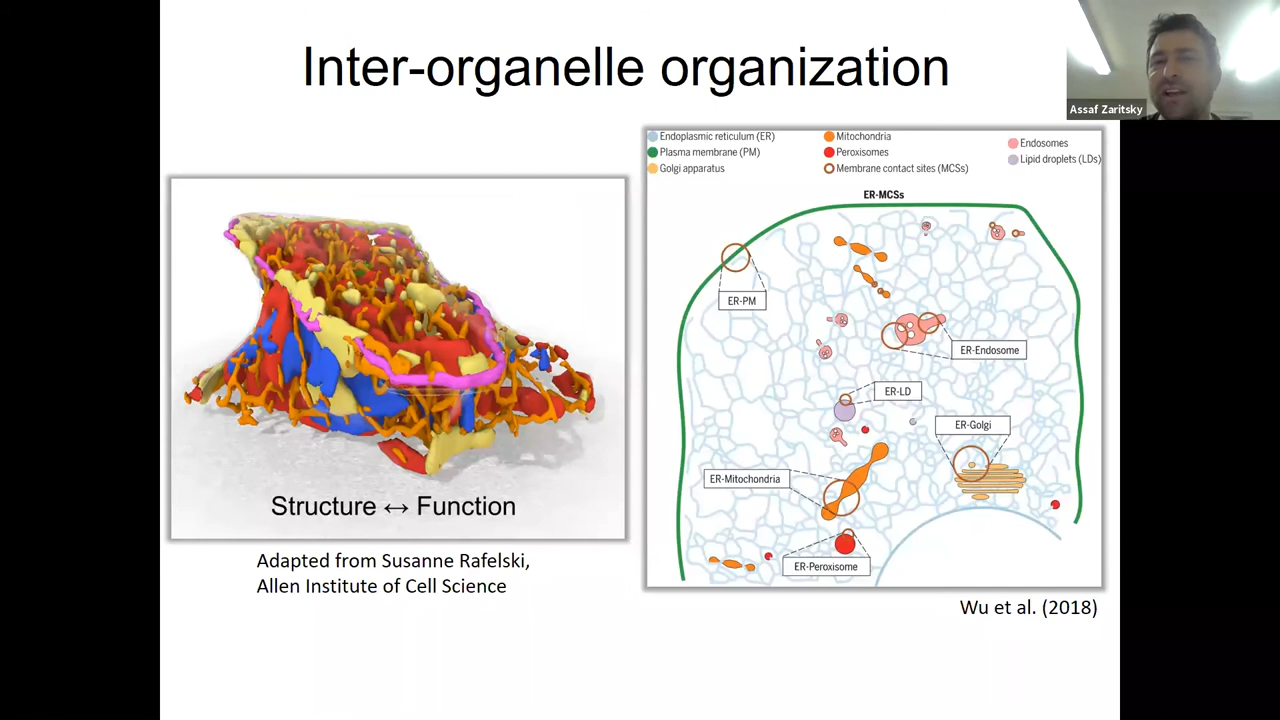 Inter-organelle organization
Assaf Zaritsky
Endoplasmic reticulum (ER)
Plasma membrane (PM)
Golgi apparatus
Mitochondria
Peroxisomes
Membrane contact sites (MCSs)
Endosomes
Lipid droplets (LDs)
ER-MCSs
ER-PM
ER-Endosome
ER-LD
ER-Golgi
ER-Mitochondria
ER-Peroxisome
Structure ↔ Function
Adapted from Susanne Rafelski,
Allen Institute of Cell Science
Wu et al. (2018)